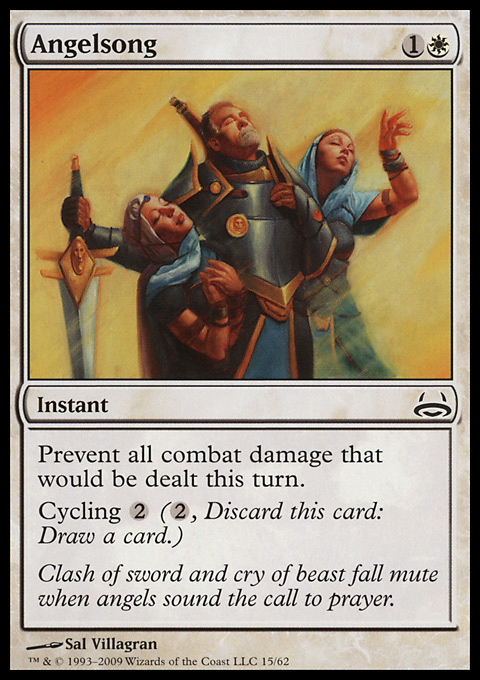 Angelsong 1
Instant
Prevent all combat damage that
would be dealt this turn.
Cycling 2 (2, Discard this card:
Draw a card.)
Clash of sword and cry of beast fall mute
when angels sound the call to prayer.
Sal Villagran
™ & © 1993–2009 Wizards of the Coast LLC 15/62